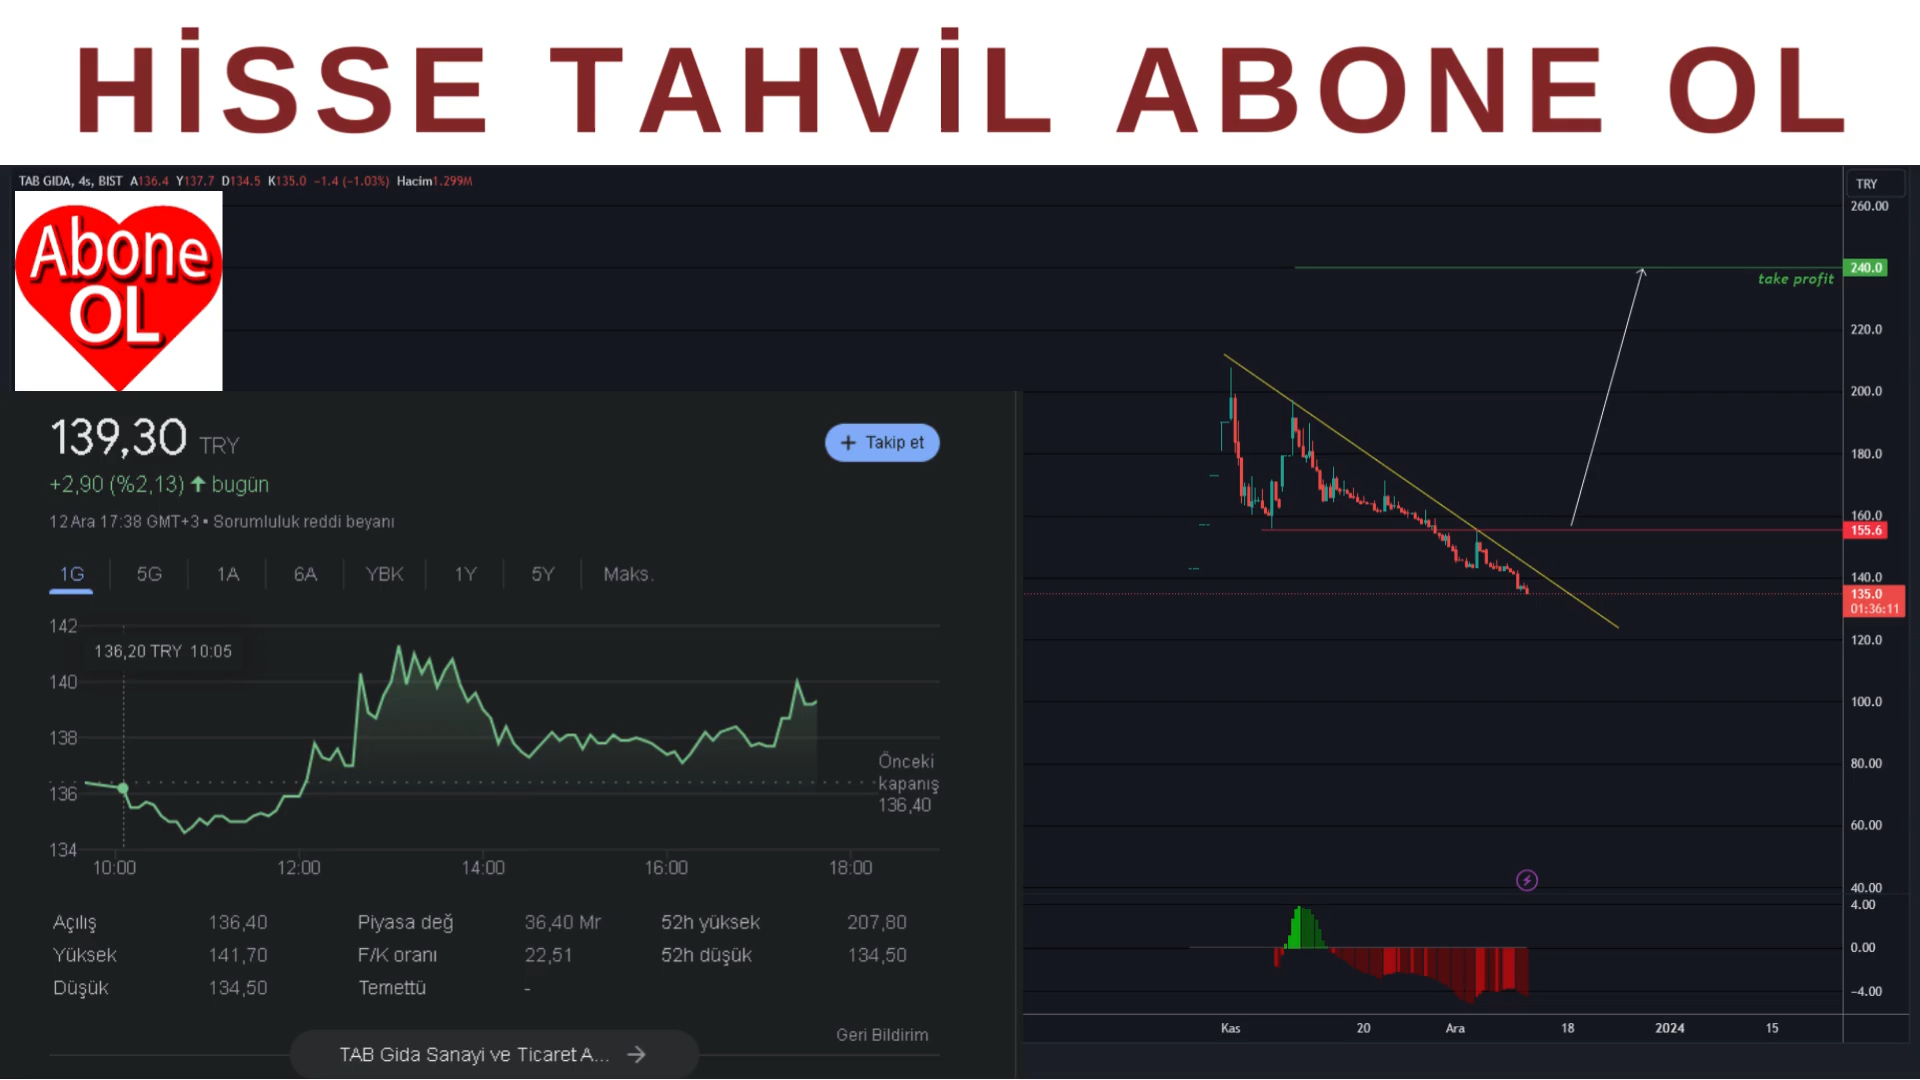 HİSSE TAHVİL ABONE OL
TAB GIDA, 4s, BIST A136.4 Y137.7 D134.5 K135.0 −1.4 (−1.03%) Hacim1.299M
Abone
OL
139,30 TRY
+ Takip et
+2,90 (%2,13) ↑ bugün
12 Ara 17:38 GMT+3 • Sorumluluk reddi beyanı
1G 5G 1A 6A YBK 1Y 5Y Maks.
142
136,20 TRY 10:05
140
138
136
134
Önceki
kapanış
136,40
10:00 12:00 14:00 16:00 18:00
Açılış 136,40 Piyasa değ 36,40 Mr 52h yüksek 207,80
Yüksek 141,70 F/K oranı 22,51 52h düşük 134,50
Düşük 134,50 Temettü -
Geri Bildirim
TAB Gida Sanayi ve Ticaret A... →
TRY
260.00
240.0
take profit
220.0
200.0
180.0
160.0
155.6
140.0
135.0
01:36:11
120.0
100.0
80.00
60.00
40.00
4.00
0.00
−4.00
Kas 20 Ara 18 2024 15